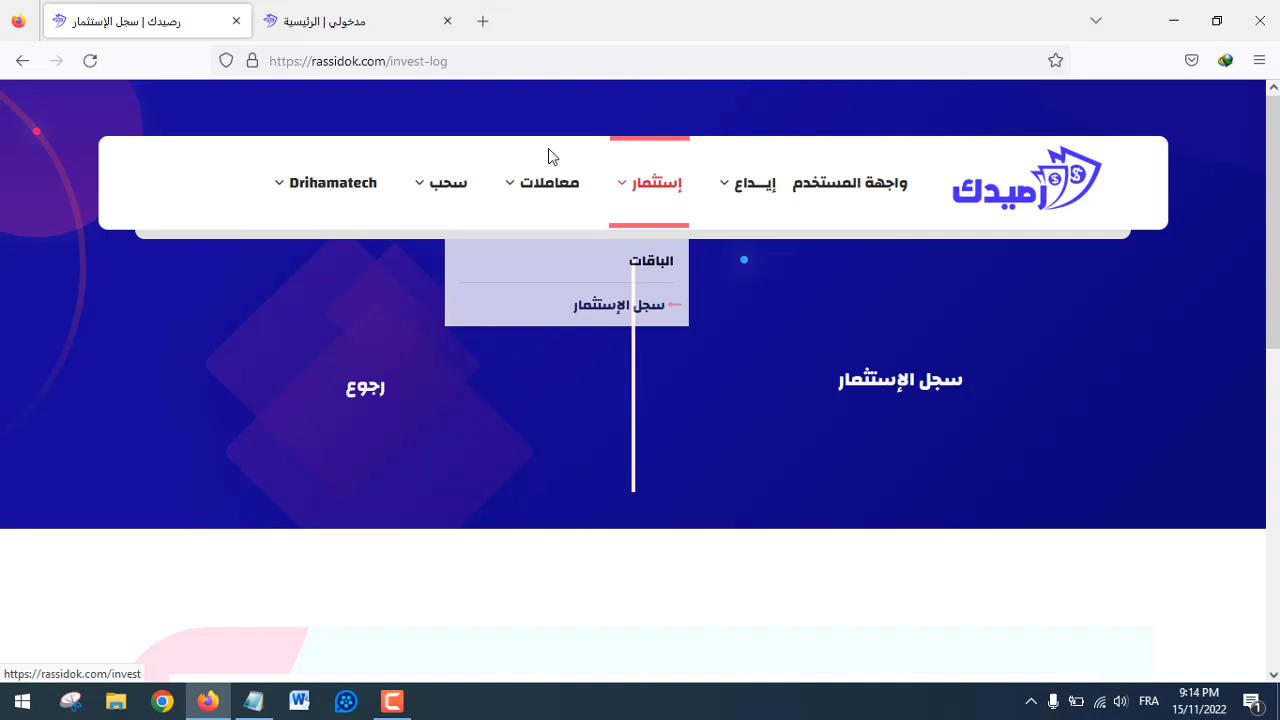 رصيدك | سجل الإستثمار
مدخولي | الرئيسية
https://rassidok.com/invest-log
رصيدك
واجهة المستخدم
إيــداع
إستثمار
معاملات
سحب
Drihamatech
الباقات
سجل الإستثمار
سجل الإستثمار
رجوع
https://rassidok.com/invest
FRA
9:14 PM
15/11/2022
1